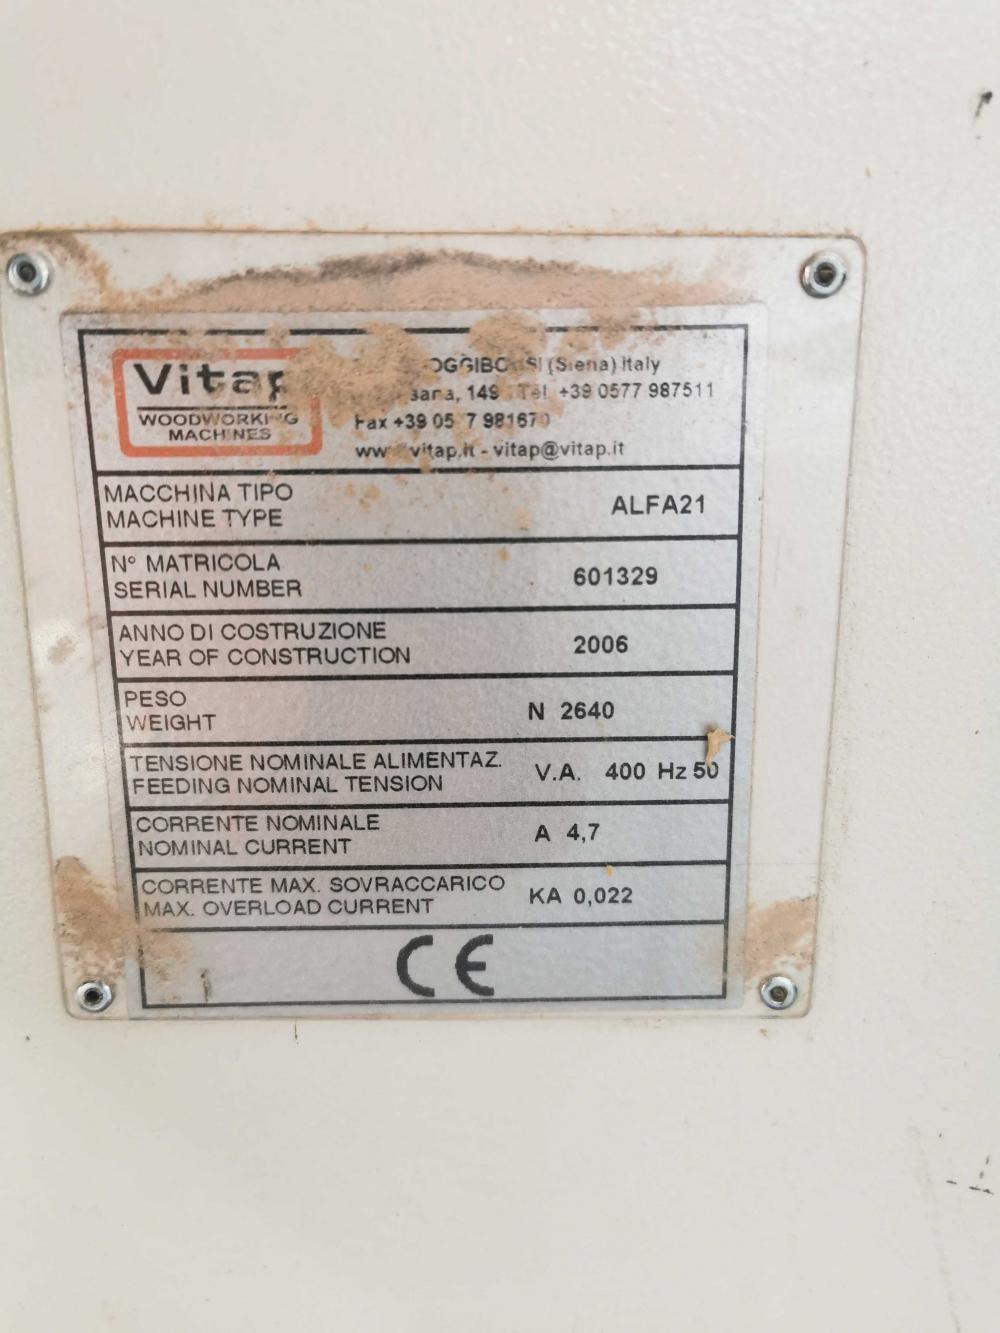 Vitap
WOODWORKING
MACHINES
(Siena) Italy
149 Tel. +39 0577 987511
Fax +39 05 7 981670
vitap.it - vitap@vitap.it
MACCHINA TIPO
MACHINE TYPE
ALFA21
N° MATRICOLA
SERIAL NUMBER
601329
ANNO DI COSTRUZIONE
YEAR OF CONSTRUCTION
2006
PESO
WEIGHT
N 2640
TENSIONE NOMINALE ALIMENTAZ.
FEEDING NOMINAL TENSION
V.A. 400 Hz 50
CORRENTE NOMINALE
NOMINAL CURRENT
A 4,7
CORRENTE MAX. SOVRACCARICO
MAX. OVERLOAD CURRENT
KA 0,022
CE